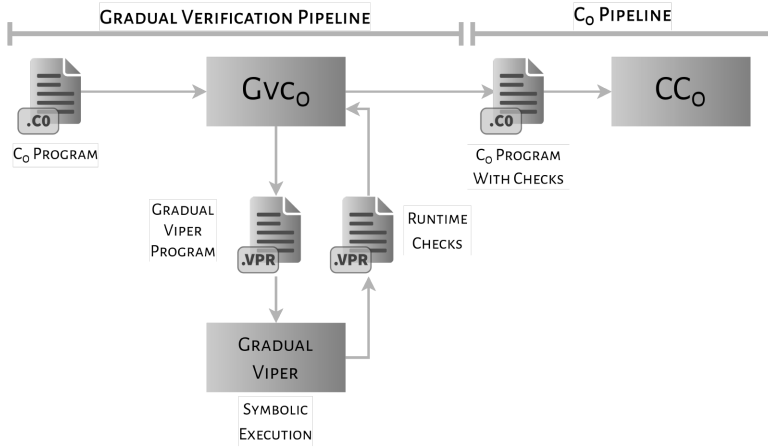 Gradual Verification Pipeline
C₀ Pipeline
Gvc₀
CC₀
.C0
.C0
C₀ Program
C₀ Program
With Checks
Gradual
Viper
Program
.VPR
.VPR
Runtime
Checks
Gradual
Viper
Symbolic
Execution